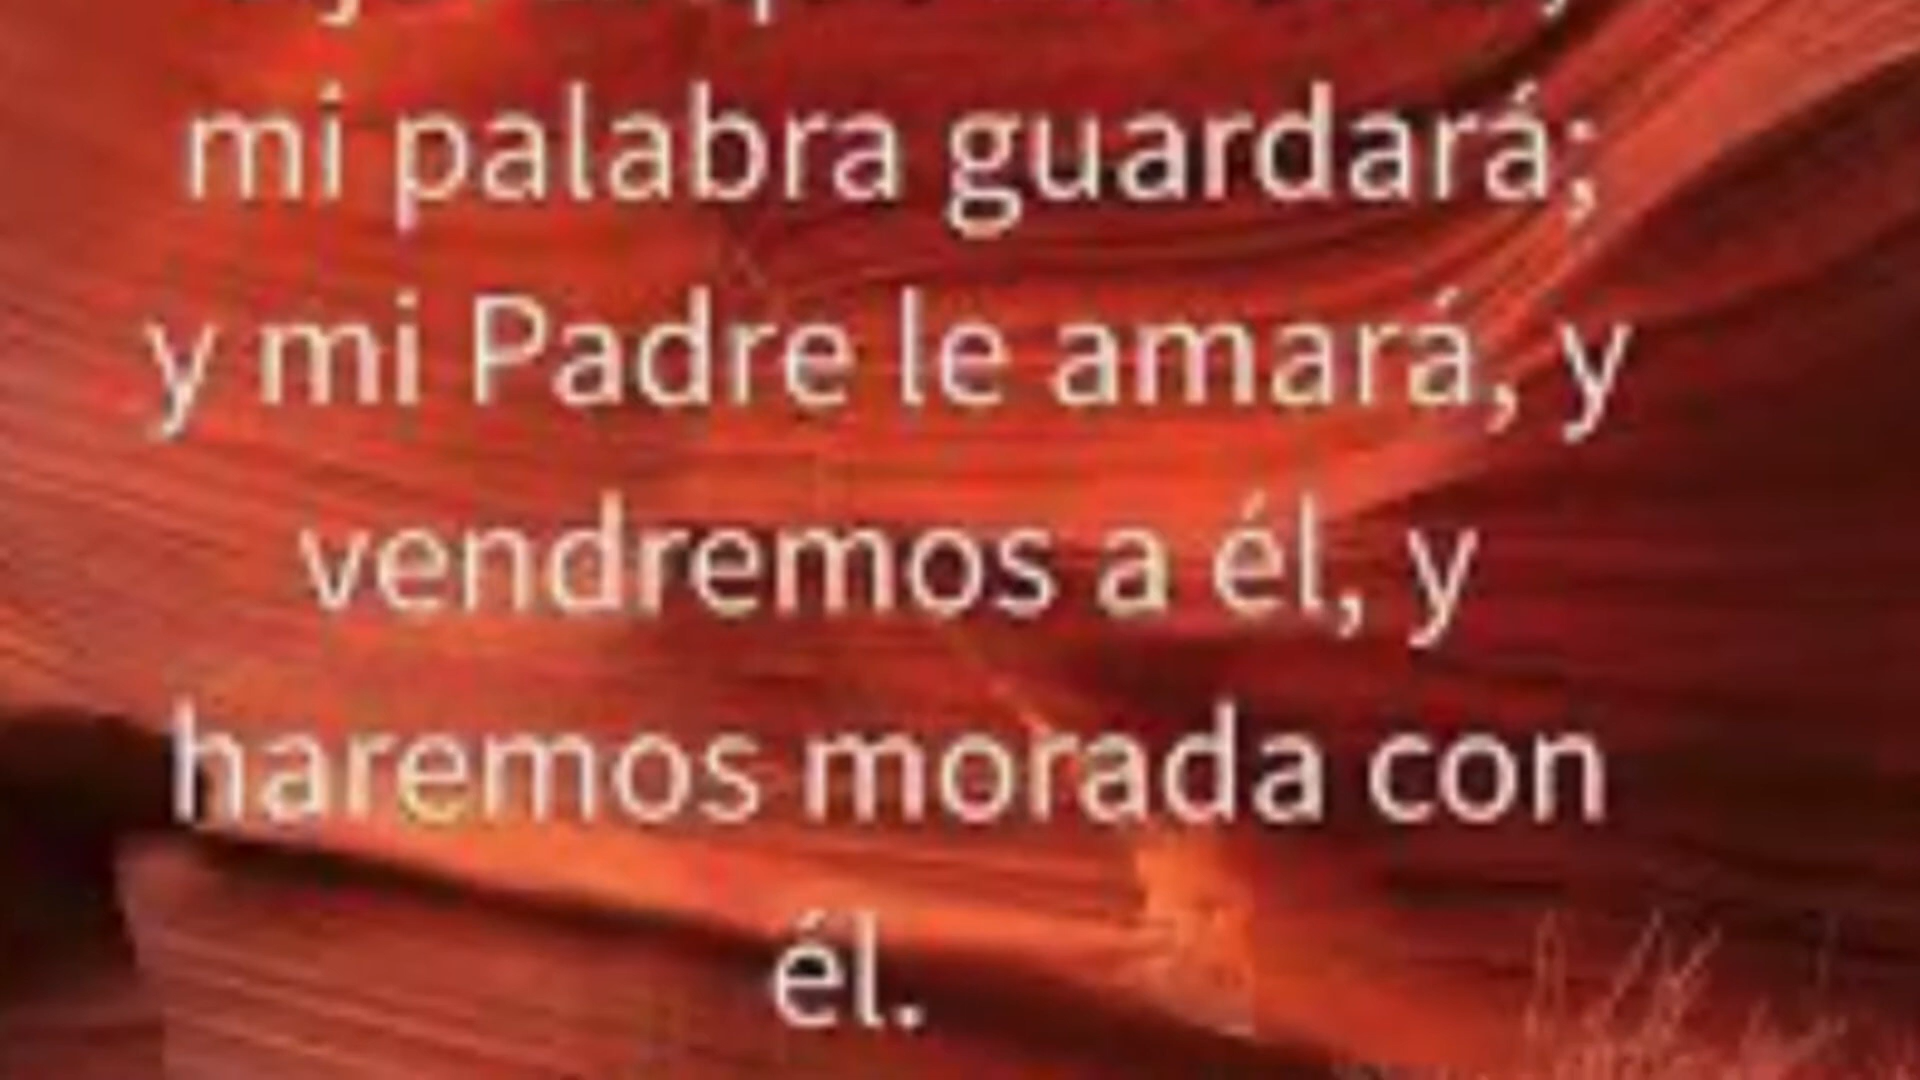 mi palabra guardará;
y mi Padre le amará, y
vendremos a él, y
haremos morada con
él.